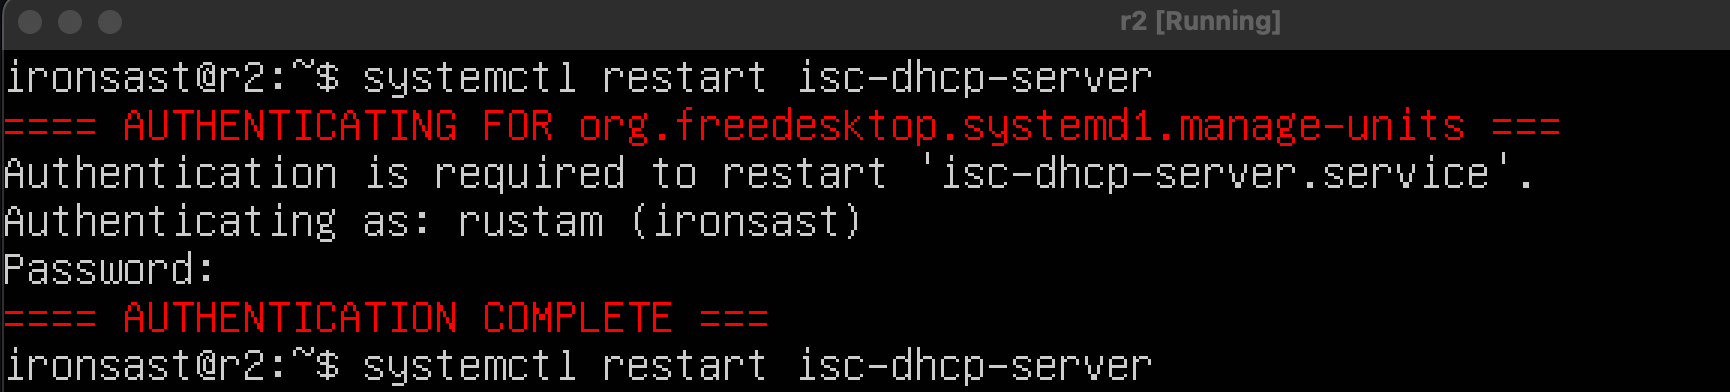 r2 [Running]
ironsast@r2:~$ systemctl restart isc-dhcp-server
==== AUTHENTICATING FOR org.freedesktop.systemd1.manage-units ===
Authentication is required to restart 'isc-dhcp-server.service'.
Authenticating as: rustam (ironsast)
Password:
==== AUTHENTICATION COMPLETE ===
ironsast@r2:~$ systemctl restart isc-dhcp-server